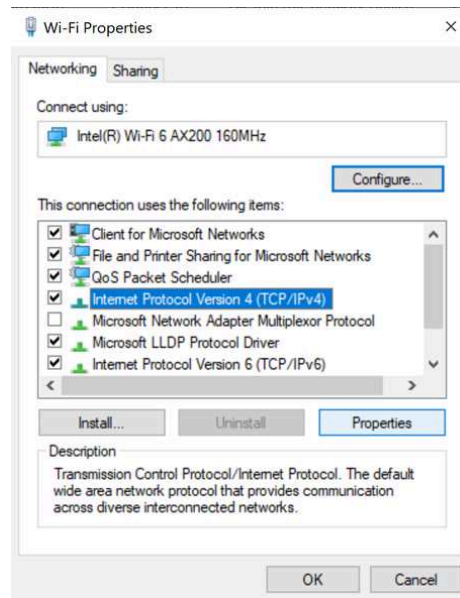 Wi-Fi Properties
Networking
Sharing
Connect using:
Intel(R) Wi-Fi 6 AX200 160MHz
Configure...
This connection uses the following items:
Client for Microsoft Networks
File and Printer Sharing for Microsoft Networks
QoS Packet Scheduler
Internet Protocol Version 4 (TCP/IPv4)
Microsoft Network Adapter Multiplexor Protocol
Microsoft LLDP Protocol Driver
Internet Protocol Version 6 (TCP/IPv6)
Install...
Uninstall
Properties
Description
Transmission Control Protocol/Internet Protocol. The default
wide area network protocol that provides communication
across diverse interconnected networks.
OK
Cancel